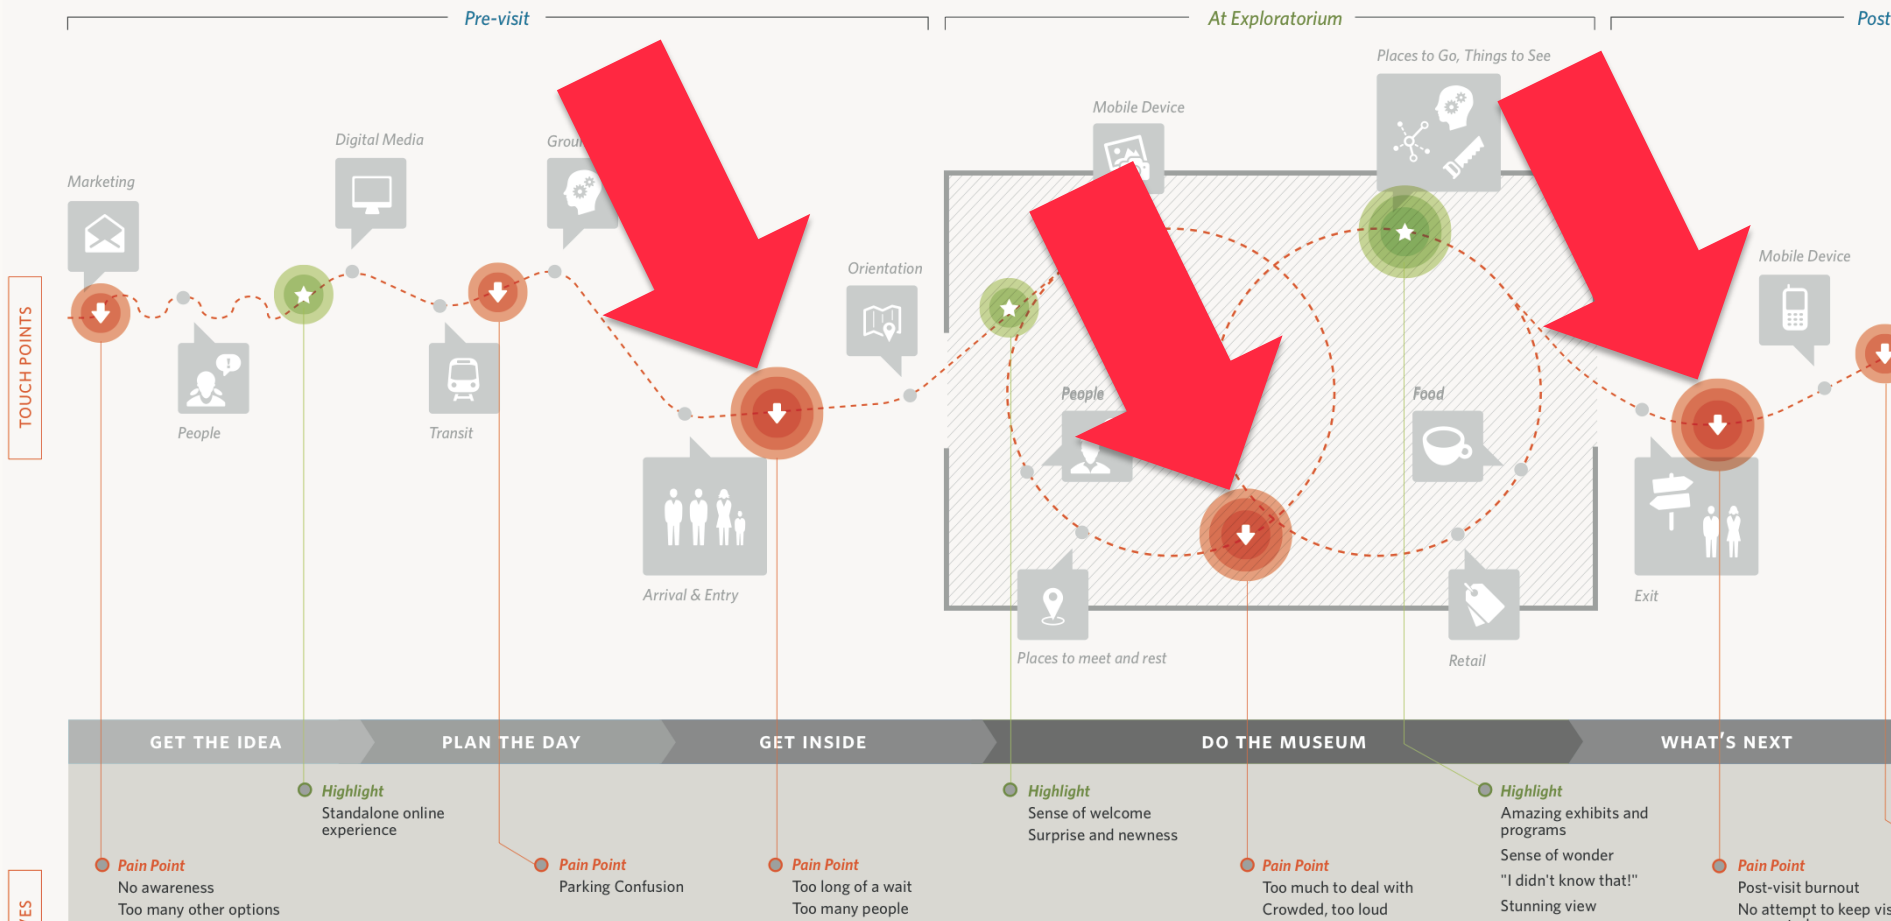 Pre-visit
At Exploratorium
Post
Places to Go, Things to See
Mobile Device
Digital Media
Marketing
Mobile Device
Orientation
TOUCH POINTS
People
Food
People
Transit
Arrival & Entry
Exit
Places to meet and rest
Retail
GET THE IDEA
PLAN THE DAY
GET INSIDE
DO THE MUSEUM
WHAT'S NEXT
Highlight
Standalone online
experience
Highlight
Sense of welcome
Surprise and newness
Highlight
Amazing exhibits and
programs
Sense of wonder
"I didn't know that!"
Stunning view
Pain Point
No awareness
Too many other options
Pain Point
Parking Confusion
Pain Point
Too long of a wait
Too many people
Pain Point
Too much to deal with
Crowded, too loud
Pain Point
Post-visit burnout
No attempt to keep